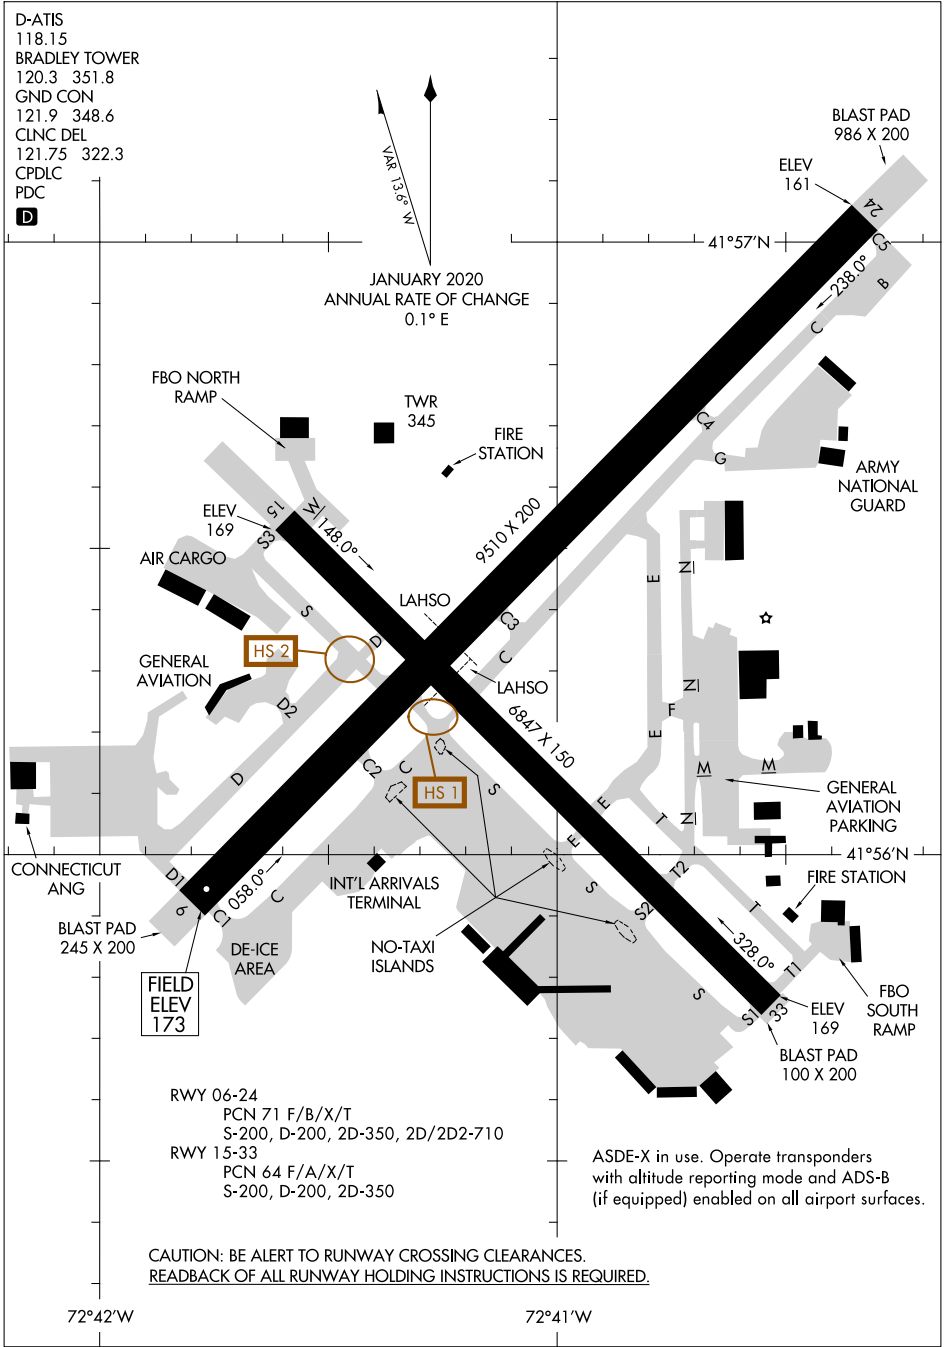 D-ATIS
118.15
BRADLEY TOWER
120.3 351.8
GND CON
121.9 348.6
CLNC DEL
121.75 322.3
CPDLC
PDC
D
VAR 13.6° W
JANUARY 2020
ANNUAL RATE OF CHANGE
0.1° E
BLAST PAD
986 X 200
ELEV
161
24
41°57'N
C5
238.0°
B
C
FBO NORTH
RAMP
TWR
345
FIRE
STATION
C4
G
ARMY
NATIONAL
GUARD
15
W
ELEV
169
S3
148.0°
9510 X 200
AIR CARGO
E
N
LAHSO
S
D
C3
C
HS 2
GENERAL
AVIATION
LAHSO
N
D2
6847 X 150
F
E
C2
C
D
S
HS 1
M
M
GENERAL
AVIATION
PARKING
E
T
N
E
CONNECTICUT
ANG
D1
058.0°
INT'L ARRIVALS
TERMINAL
41°56'N
T2
FIRE STATION
6
C1
C
S
S2
T
BLAST PAD
245 X 200
DE-ICE
AREA
NO-TAXI
ISLANDS
328.0°
T1
FIELD
ELEV
173
S
S1
33
ELEV
169
FBO
SOUTH
RAMP
BLAST PAD
100 X 200
RWY 06-24
PCN 71 F/B/X/T
S-200, D-200, 2D-350, 2D/2D2-710
RWY 15-33
PCN 64 F/A/X/T
S-200, D-200, 2D-350
ASDE-X in use. Operate transponders
with altitude reporting mode and ADS-B
(if equipped) enabled on all airport surfaces.
CAUTION: BE ALERT TO RUNWAY CROSSING CLEARANCES.
READBACK OF ALL RUNWAY HOLDING INSTRUCTIONS IS REQUIRED.
72°42'W
72°41'W